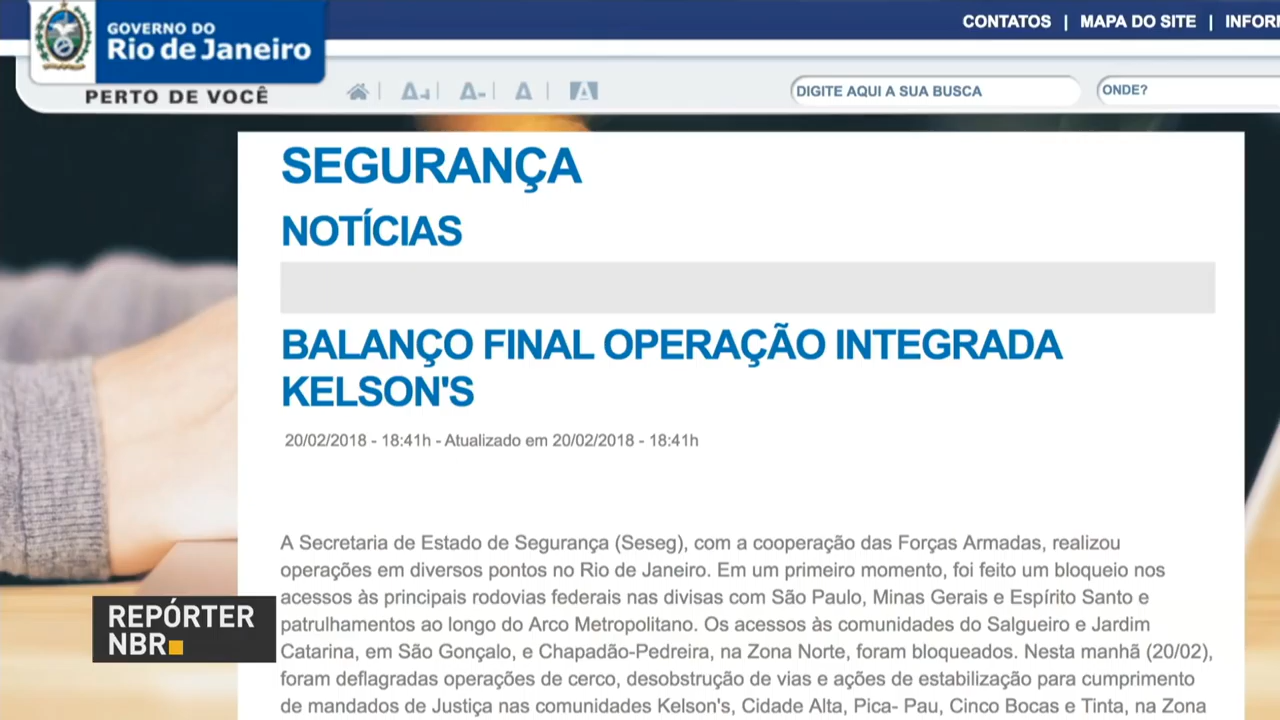 GOVERNO DO
Rio de Janeiro
PERTO DE VOCÊ
CONTATOS | MAPA DO SITE |
A+ A- A A
DIGITE AQUI A SUA BUSCA
ONDE?
SEGURANÇA
NOTÍCIAS
BALANÇO FINAL OPERAÇÃO INTEGRADA
KELSON'S
20/02/2018 - 18:41h - Atualizado em 20/02/2018 - 18:41h
A Secretaria de Estado de Segurança (Seseg), com a cooperação das Forças Armadas, realizou
operações em diversos pontos no Rio de Janeiro. Em um primeiro momento, foi feito um bloqueio nos
acessos às principais rodovias federais nas divisas com São Paulo, Minas Gerais e Espírito Santo e
patrulhamentos ao longo do Arco Metropolitano. Os acessos às comunidades do Salgueiro e Jardim
Catarina, em São Gonçalo, e Chapadão-Pedreira, na Zona Norte, foram bloqueados. Nesta manhã (20/02),
foram deflagradas operações de cerco, desobstrução de vias e ações de estabilização para cumprimento
de mandados de Justiça nas comunidades Kelson's, Cidade Alta, Pica- Pau, Cinco Bocas e Tinta, na Zona
REPÓRTER
NBR